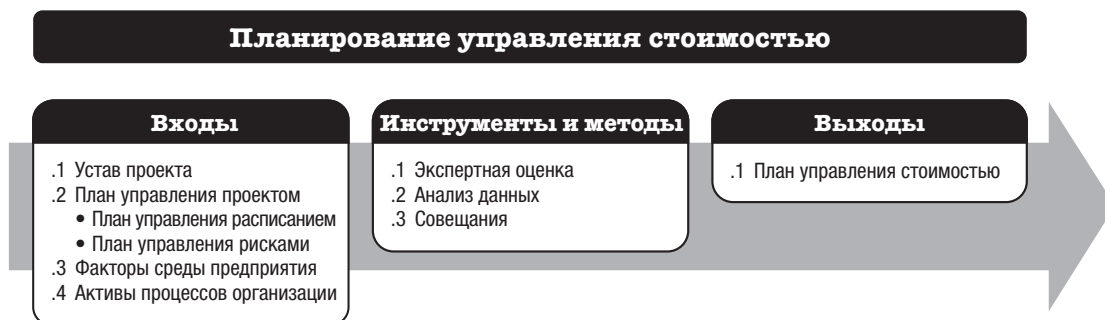 Планирование управления стоимостью
Входы
.1 Устав проекта
.2 План управления проектом
• План управления расписанием
• План управления рисками
.3 Факторы среды предприятия
.4 Активы процессов организации
Инструменты и методы
.1 Экспертная оценка
.2 Анализ данных
.3 Совещания
Выходы
.1 План управления стоимостью